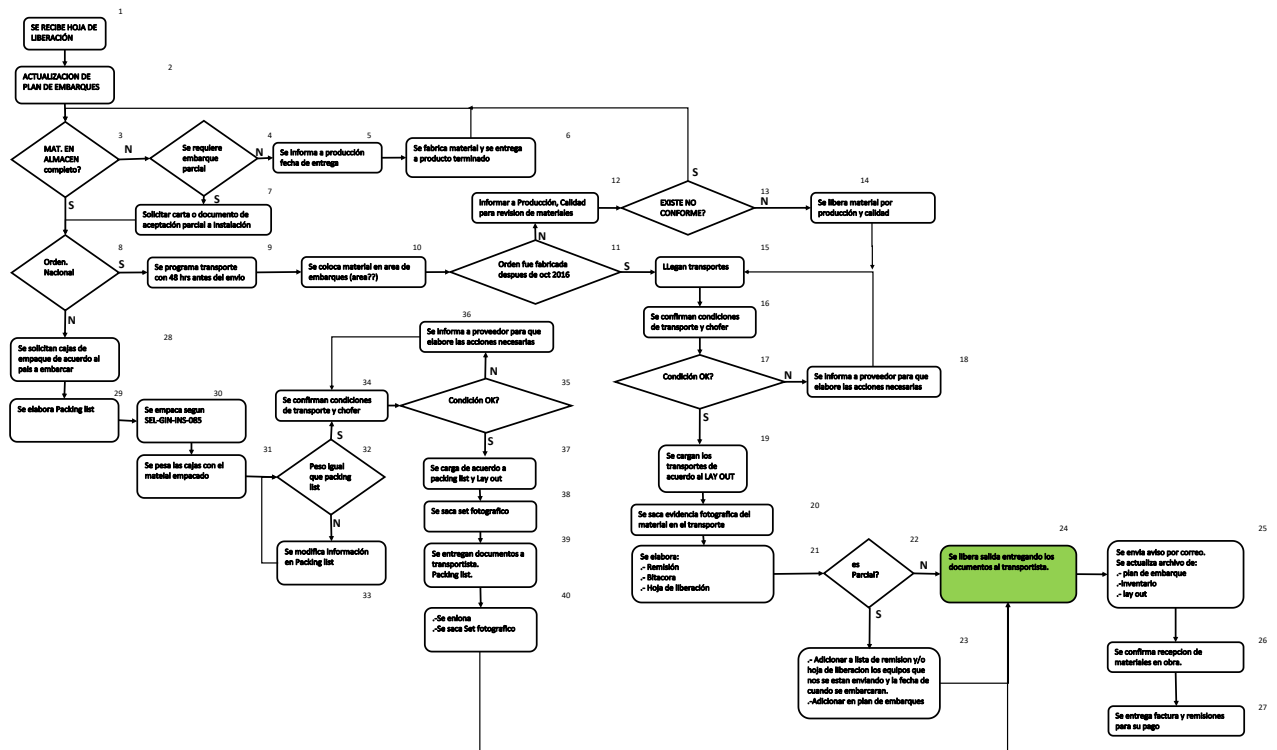 1
SE RECIBE HOJA DE
LIBERACIÓN
2
ACTUALIZACION DE
PLAN DE EMBARQUES
3
MAT. EN
ALMACEN
completo?
N
S
4
Se requiere
embarque
parcial
N
S
5
Se informa a producción
fecha de entrega
6
Se fabrica material y se entrega
a producto terminado
7
Solicitar carta o documento de
aceptación parcial a Instalación
8
Orden.
Nacional
S
N
9
Se programa transporte
con 48 hrs antes del envio
10
Se coloca material en area de
embarques (area??)
11
Orden fue fabricada
despues de oct 2016
N
S
12
Informar a Producción, Calidad
para revision de materiales
13
EXISTE NO
CONFORME?
S
N
14
Se libera material por
producción y calidad
15
LLegan transportes
16
Se confirman condiciones
de transporte y chofer
17
Condición OK?
N
S
18
Se informa a proveedor para que
elabore las acciones necesarias
19
Se cargan los
transportes de
acuerdo al LAY OUT
20
Se saca evidencia fotografica del
material en el transporte
21
Se elabora:
.- Remisión
.- Bitacora
.- Hoja de liberación
22
es
Parcial?
N
S
23
.- Adicionar a lista de remision y/o
hoja de liberacion los equipos que
nos se estan enviando y la fecha de
cuando se embarcaran.
.-Adicionar en plan de embarques
24
Se libera salida entregando los
documentos al transportista.
25
Se envia aviso por correo.
Se actualiza archivo de:
.- plan de embarque
.-Inventario
.- lay out
26
Se confirma recepcion de
materiales en obra.
27
Se entrega factura y remisiones
para su pago
28
Se solicitan cajas de
empaque de acuerdo al
pais a embarcar
29
Se elabora Packing list
30
Se empaca segun
SEL-GIN-INS-085
31
Se pesa las cajas con el
mateial empacado
32
Peso igual
que packing
list
S
N
33
Se modifica información
en Packing list
34
Se confirman condiciones
de transporte y chofer
35
Condición OK?
N
S
36
Se informa a proveedor para que
elabore las acciones necesarias
37
Se carga de acuerdo a
packing list y Lay out
38
Se saca set fotografico
39
Se entregan documentos a
transportista.
Packing list.
40
.-Se enlona
.-Se saca Set fotografico